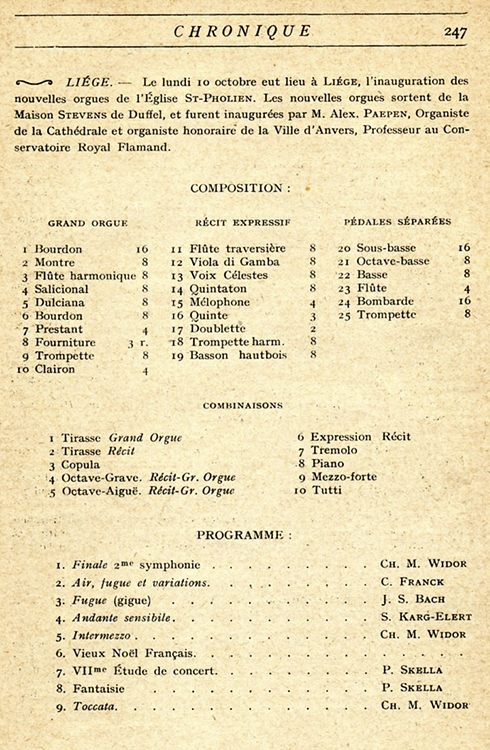 CHRONIQUE 247
LIÉGE. — Le lundi 10 octobre eut lieu à LIÉGE, l'inauguration des
nouvelles orgues de l'Église ST-PHOLIEN. Les nouvelles orgues sortent de la
Maison STEVENS de Duffel, et furent inaugurées par M. Alex. PAEPEN, Organiste
de la Cathédrale et organiste honoraire de la Ville d'Anvers, Professeur au Con-
servatoire Royal Flamand.
COMPOSITION :
GRAND ORGUE
1 Bourdon 16
2 Montre 8
3 Flûte harmonique 8
4 Salicional 8
5 Dulciana 8
6 Bourdon 8
7 Prestant 4
8 Fourniture 3 r.
9 Trompette 8
10 Clairon 4
RÉCIT EXPRESSIF
11 Flûte traversière 8
12 Viola di Gamba 8
13 Voix Célestes 8
14 Quintaton 8
15 Mélophone 4
16 Quinte 3
17 Doublette 2
18 Trompette harm. 8
19 Basson hautbois 8
PÉDALES SÉPARÉES
20 Sous-basse 16
21 Octave-basse 8
22 Basse 8
23 Flûte 4
24 Bombarde 16
25 Trompette 8
COMBINAISONS
1 Tirasse Grand Orgue
2 Tirasse Récit
3 Copula
4 Octave-Grave. Récit-Gr. Orgue
5 Octave-Aiguë. Récit-Gr. Orgue
6 Expression Récit
7 Tremolo
8 Piano
9 Mezzo-forte
10 Tutti
PROGRAMME :
1. Finale 2me symphonie . . . . . . . . . CH. M. WIDOR
2. Air, fugue et variations. . . . . . . . . C. FRANCK
3. Fugue (gigue) . . . . . . . . . . . J. S. BACH
4. Andante sensibile. . . . . . . . . . . S. KARG-ELERT
5. Intermezzo . . . . . . . . . . . . CH. M. WIDOR
6. Vieux Noël Français. . . . . . . . . . . . . .
7. VIIme Étude de concert. . . . . . . . . P. SKELLA
8. Fantaisie . . . . . . . . . . . . P. SKELLA
9. Toccata. . . . . . . . . . . . . CH. M. WIDOR